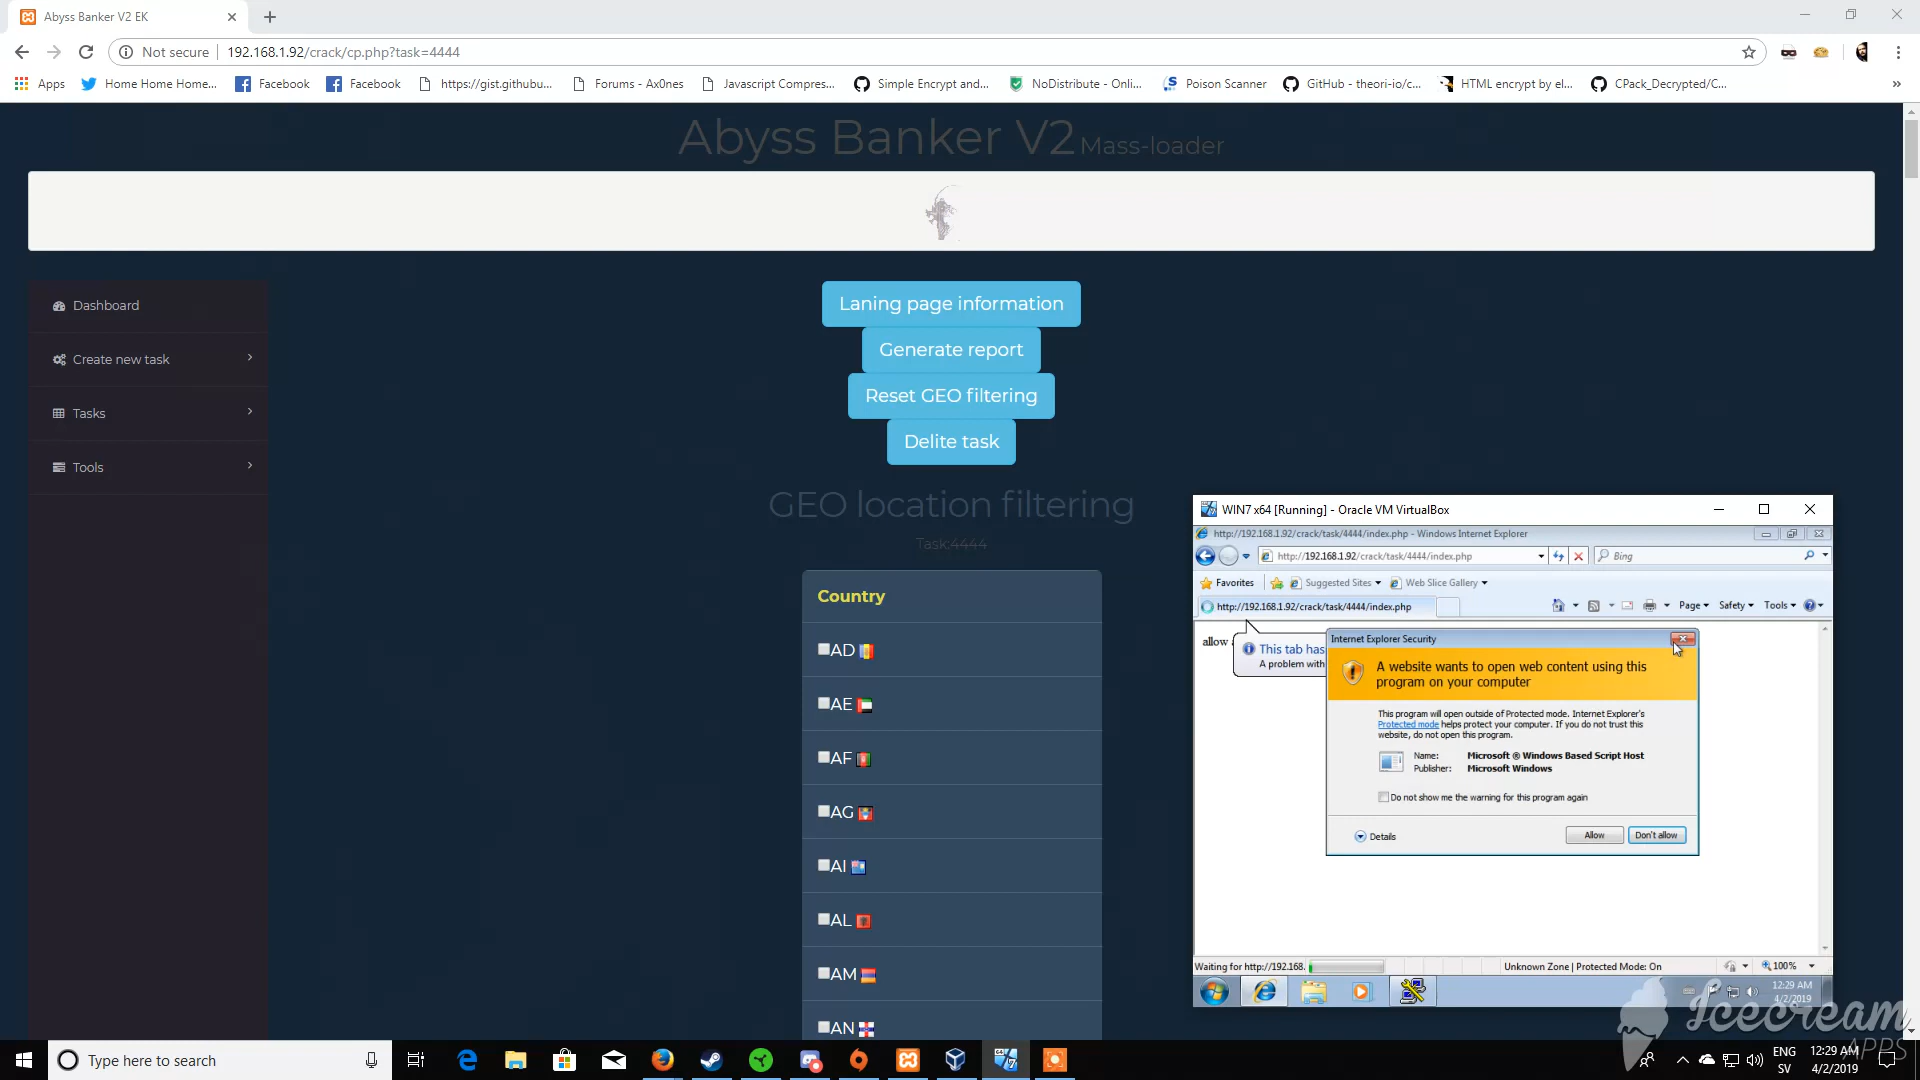 Abyss Banker V2 EK
Not secure
192.168.1.92/crack/cp.php?task=4444
Apps
Home Home Home...
Facebook
Facebook
https://gist.githubu...
Forums - Ax0nes
Javascript Compres...
Simple Encrypt and...
NoDistribute - Onli...
Poison Scanner
GitHub - theori-io/c...
HTML encrypt by el...
CPack_Decrypted/C...
»
Abyss Banker V2 Mass-loader
Dashboard
Create new task
Tasks
Tools
Laning page information
Generate report
Reset GEO filtering
Delite task
GEO location filtering
Task:4444
Country
AD
AE
AF
AG
AI
AL
AM
AN
WIN7 x64 [Running] - Oracle VM VirtualBox
http://192.168.1.92/crack/task/4444/index.php - Windows Internet Explorer
http://192.168.1.92/crack/task/4444/index.php
Bing
Favorites
Suggested Sites
Web Slice Gallery
http://192.168.1.92/crack/task/4444/index.php
Page
Safety
Tools
allow
This tab has
A problem with
Internet Explorer Security
A website wants to open web content using this
program on your computer
This program will open outside of Protected mode. Internet Explorer's
Protected mode helps protect your computer. If you do not trust this
website, do not open this program.
Name: Microsoft ® Windows Based Script Host
Publisher: Microsoft Windows
Do not show me the warning for this program again
Details
Allow
Don't allow
Waiting for http://192.168.
Unknown Zone | Protected Mode: On
100%
12:29 AM
4/2/2019
Icecream
APPS
Type here to search
ENG
SV
12:29 AM
4/2/2019